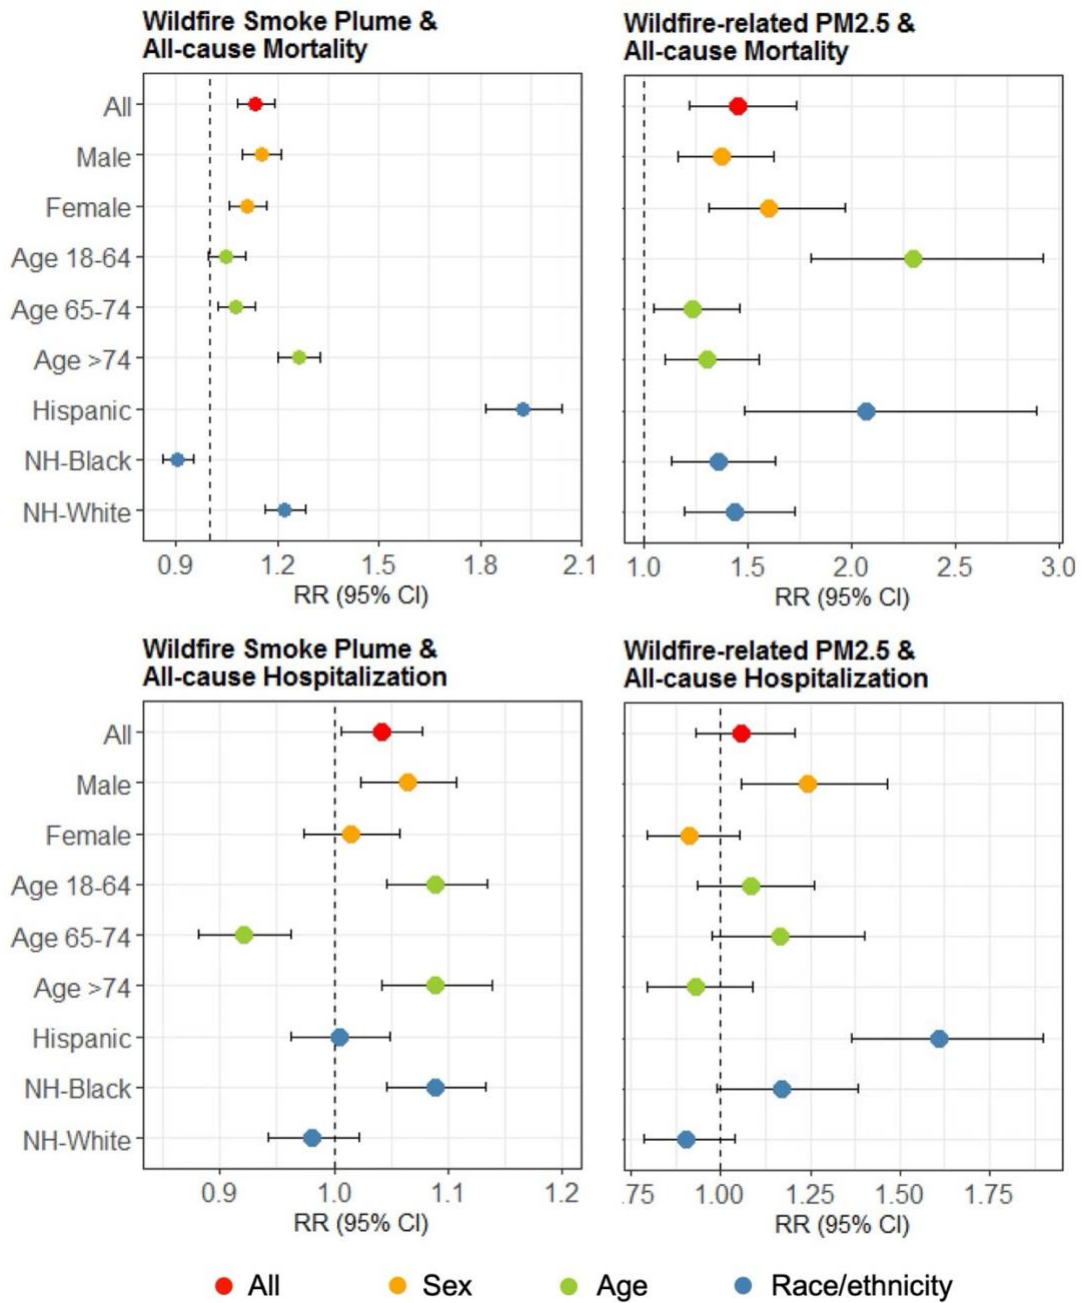 Wildfire Smoke Plume &
All-cause Mortality
All
Male
Female
Age 18-64
Age 65-74
Age >74
Hispanic
NH-Black
NH-White
0.9 1.2 1.5 1.8 2.1
RR (95% CI)
Wildfire-related PM2.5 &
All-cause Mortality
1.0 1.5 2.0 2.5 3.0
RR (95% CI)
Wildfire Smoke Plume &
All-cause Hospitalization
All
Male
Female
Age 18-64
Age 65-74
Age >74
Hispanic
NH-Black
NH-White
0.9 1.0 1.1 1.2
RR (95% CI)
Wildfire-related PM2.5 &
All-cause Hospitalization
.75 1.00 1.25 1.50 1.75
RR (95% CI)
All Sex Age Race/ethnicity